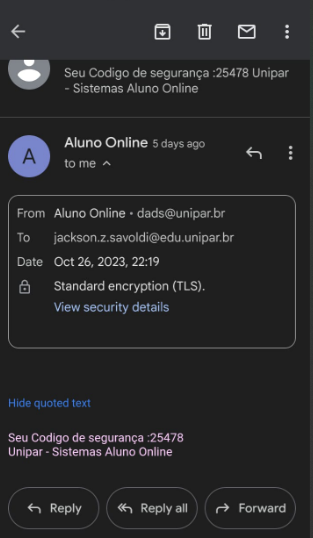 Seu Codigo de segurança :25478 Unipar
- Sistemas Aluno Online
A
Aluno Online 5 days ago
to me
From Aluno Online • dads@unipar.br
To jackson.z.savoldi@edu.unipar.br
Date Oct 26, 2023, 22:19
Standard encryption (TLS).
View security details
Hide quoted text
Seu Codigo de segurança :25478
Unipar - Sistemas Aluno Online
Reply
Reply all
Forward